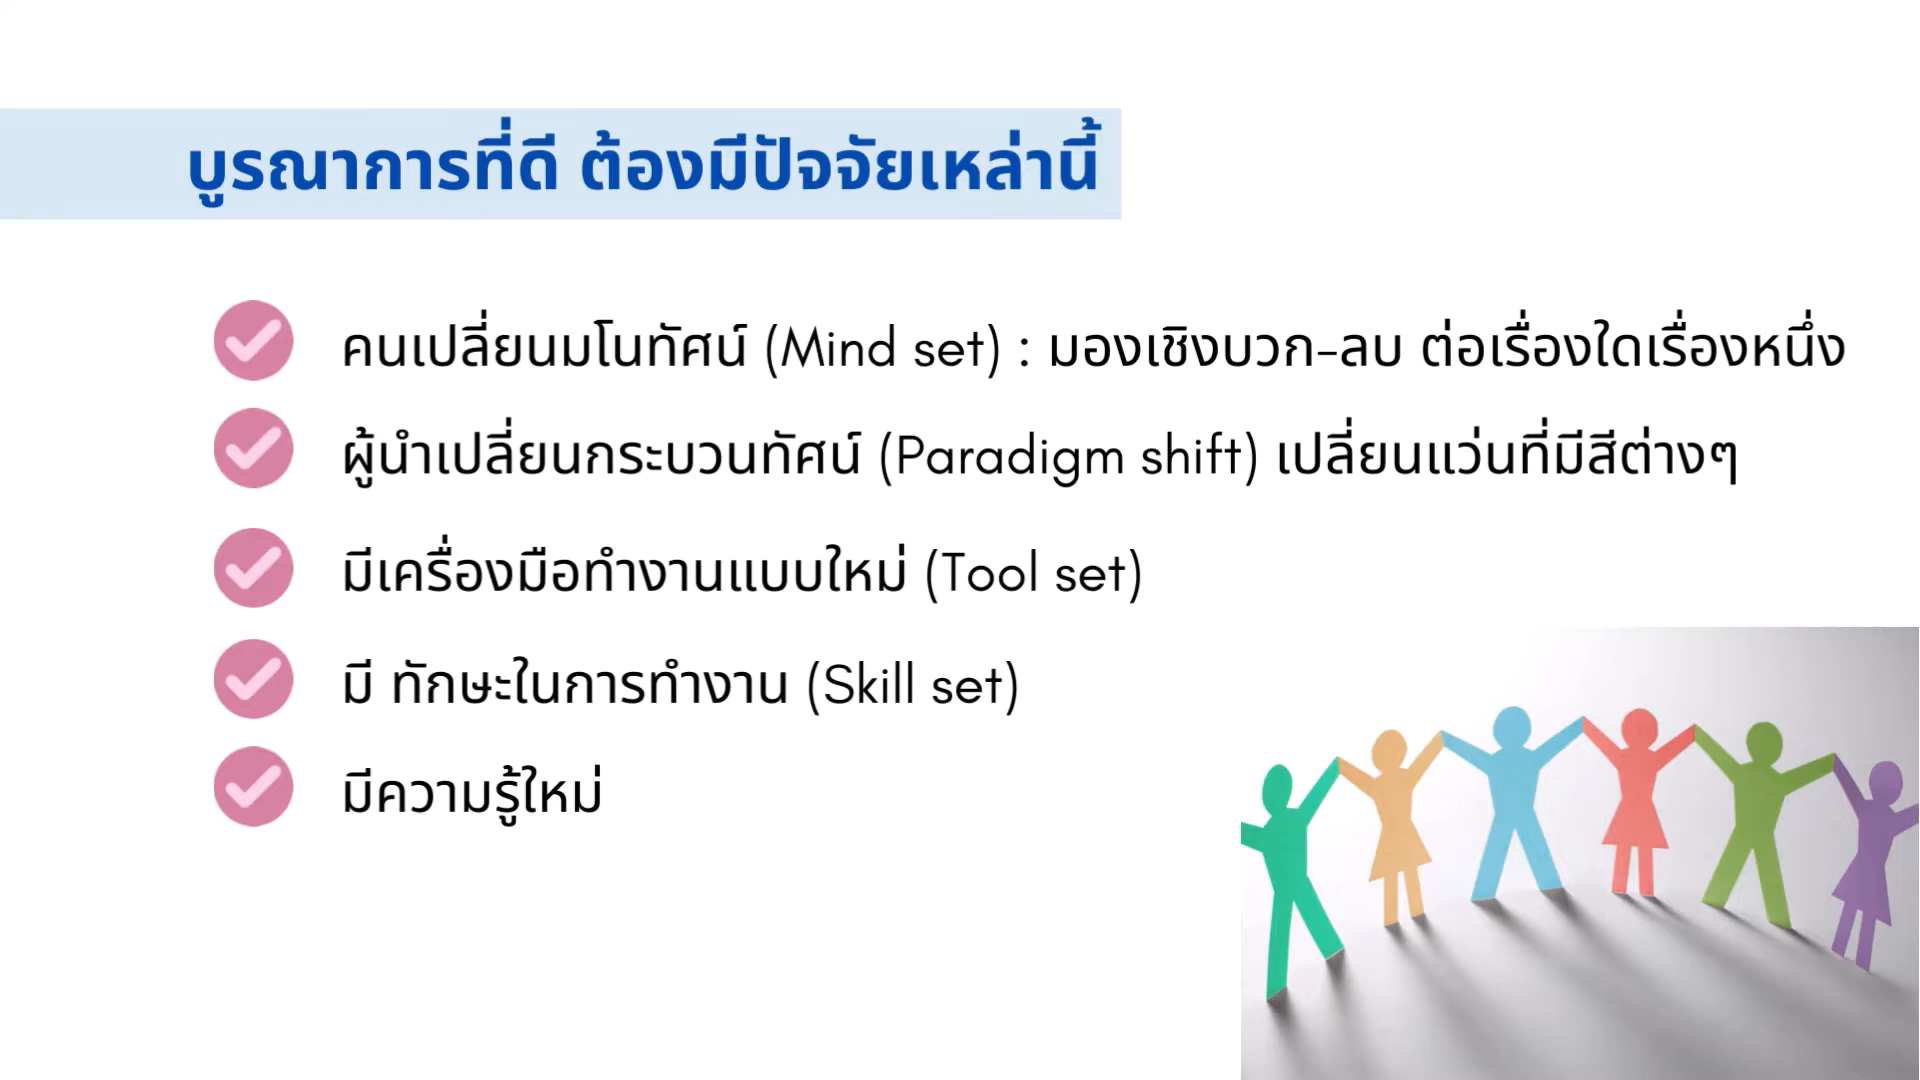 บูรณาการที่ดี ต้องมีปัจจัยเหล่านี้
คนเปลี่ยนมโนทัศน์ (Mind set) : มองเชิงบวก-ลบ ต่อเรื่องใดเรื่องหนึ่ง
ผู้นำเปลี่ยนกระบวนทัศน์ (Paradigm shift) เปลี่ยนแว่นที่มีสีต่างๆ
มีเครื่องมือทำงานแบบใหม่ (Tool set)
มี ทักษะในการทำงาน (Skill set)
มีความรู้ใหม่